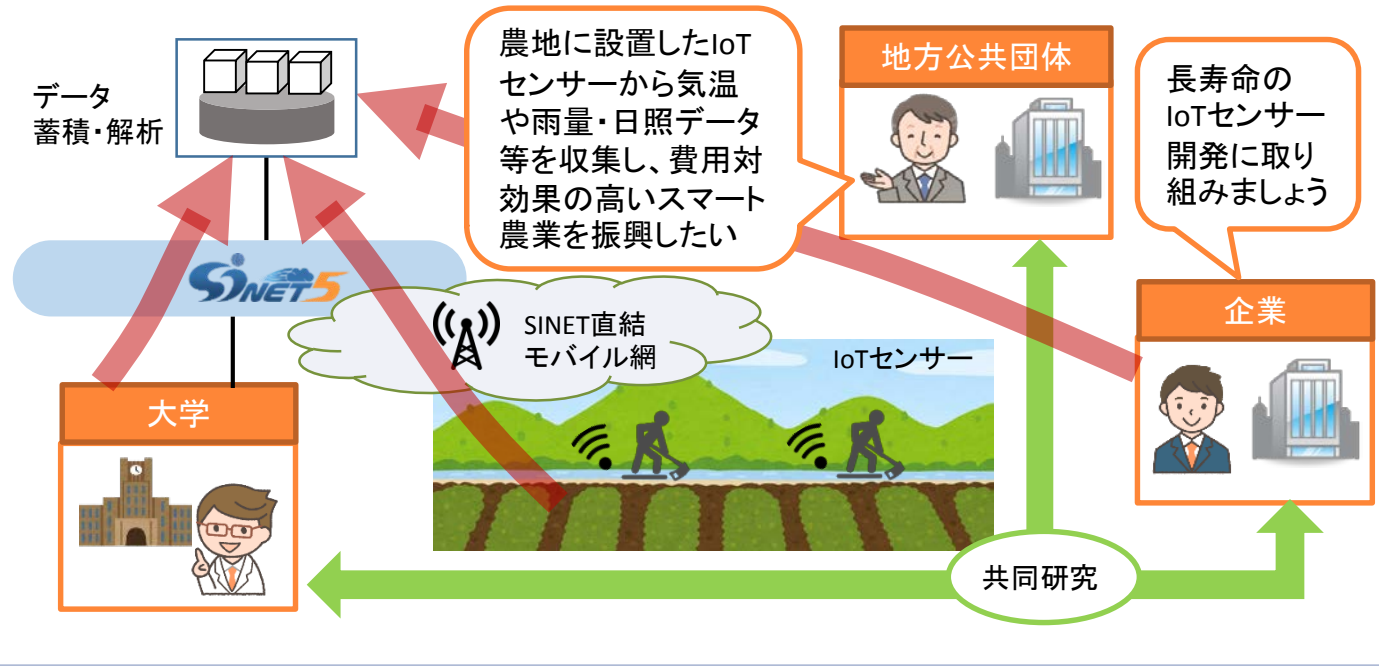 データ
蓄積・解析
農地に設置したIoT
センサーから気温
や雨量・日照データ
等を収集し、費用対
効果の高いスマート
農業を振興したい
地方公共団体
長寿命の
IoTセンサー
開発に取り
組みましょう
SINET5
SINET直結
モバイル網
IoTセンサー
企業
大学
共同研究